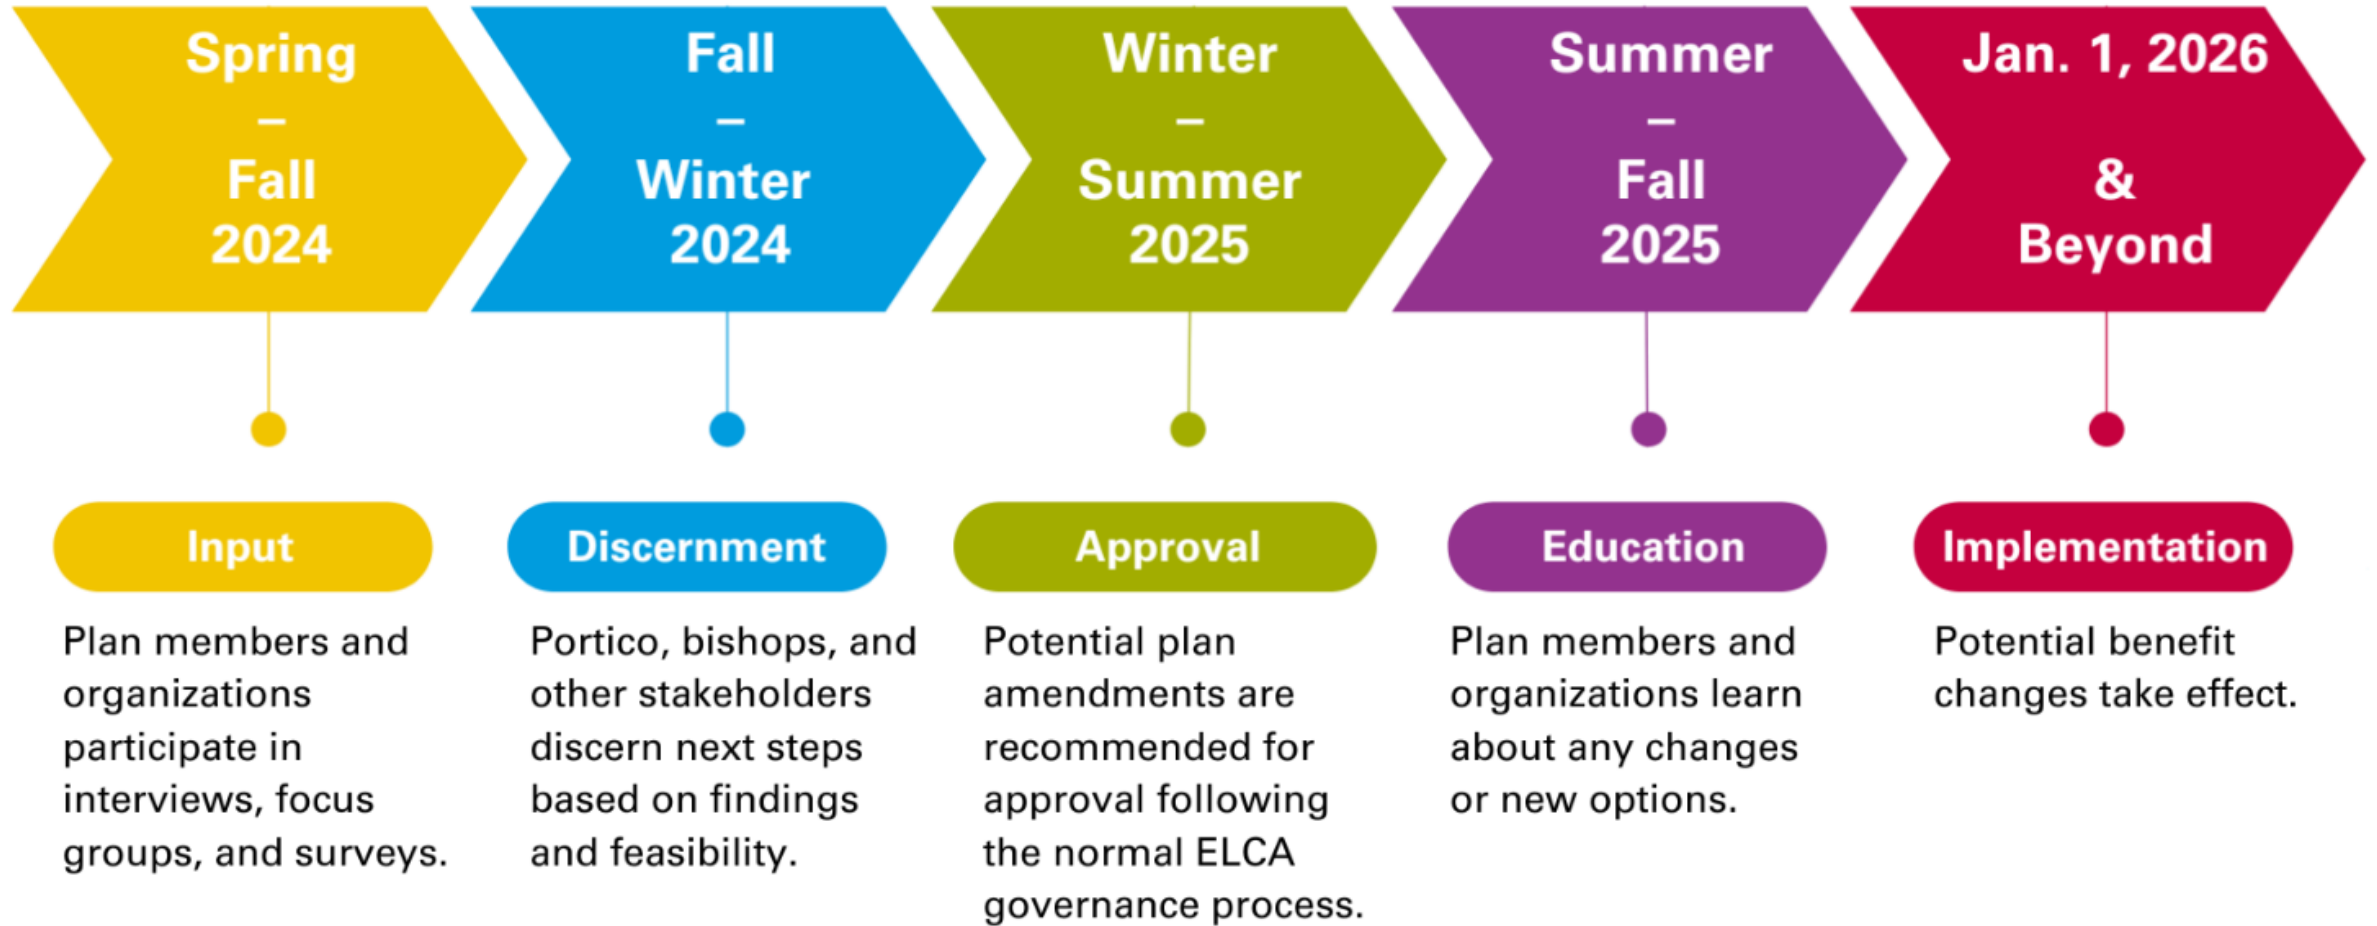 Spring
–
Fall
2024
Fall
–
Winter
2024
Winter
–
Summer
2025
Summer
–
Fall
2025
Jan. 1, 2026
&
Beyond
Input
Plan members and
organizations
participate in
interviews, focus
groups, and surveys.
Discernment
Portico, bishops, and
other stakeholders
discern next steps
based on findings
and feasibility.
Approval
Potential plan
amendments are
recommended for
approval following
the normal ELCA
governance process.
Education
Plan members and
organizations learn
about any changes
or new options.
Implementation
Potential benefit
changes take effect.